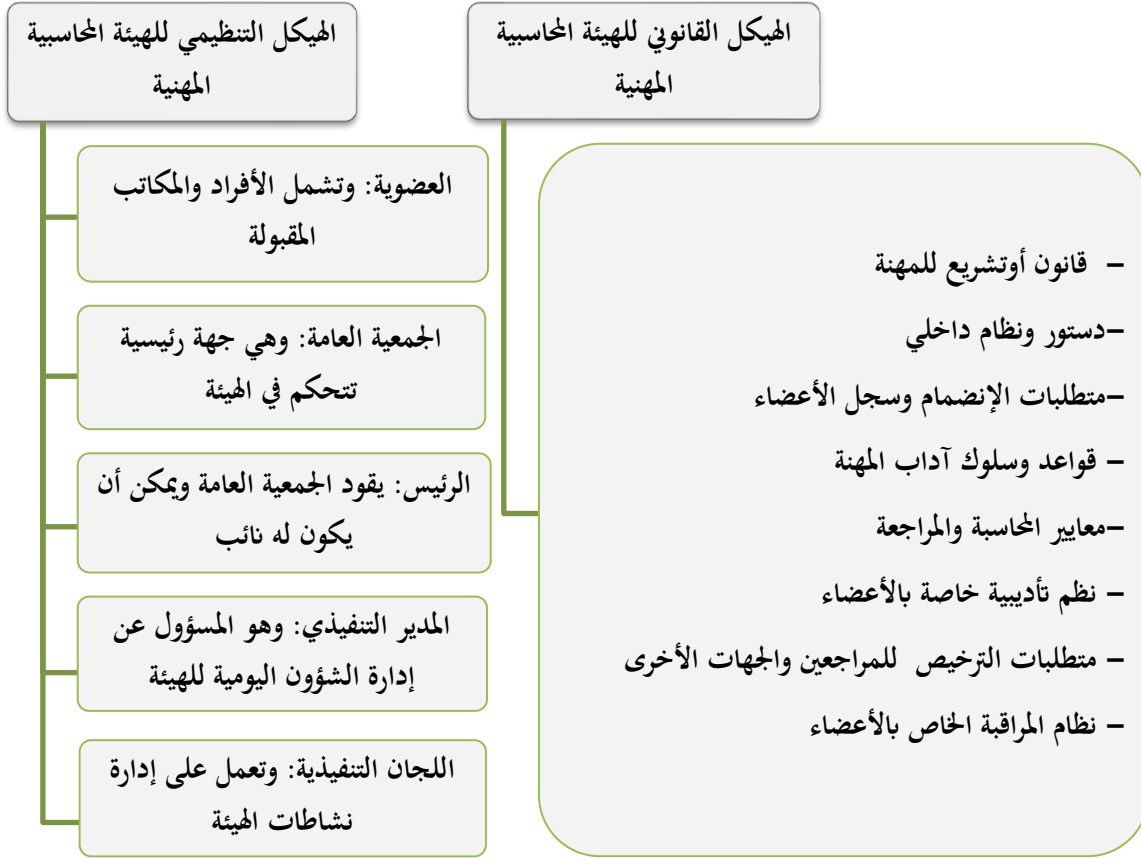 الهيكل القانوني للهيئة المحاسبية
المهنية
– قانون أوتشريع للمهنة
–دستور ونظام داخلي
–متطلبات الإنضمام وسجل الأعضاء
– قواعد وسلوك آداب المهنة
–معايير المحاسبة والمراجعة
– نظم تأديبية خاصة بالأعضاء
– متطلبات الترخيص للمراجعين والجهات الأخرى
– نظام المراقبة الخاص بالأعضاء
الهيكل التنظيمي للهيئة المحاسبية
المهنية
العضوية: وتشمل الأفراد والمكاتب
المقبولة
الجمعية العامة: وهي جهة رئيسية
تتحكم في الهيئة
الرئيس: يقود الجمعية العامة ويمكن أن
يكون له نائب
المدير التنفيذي: وهو المسؤول عن
إدارة الشؤون اليومية للهيئة
اللجان التنفيذية: وتعمل على إدارة
نشاطات الهيئة